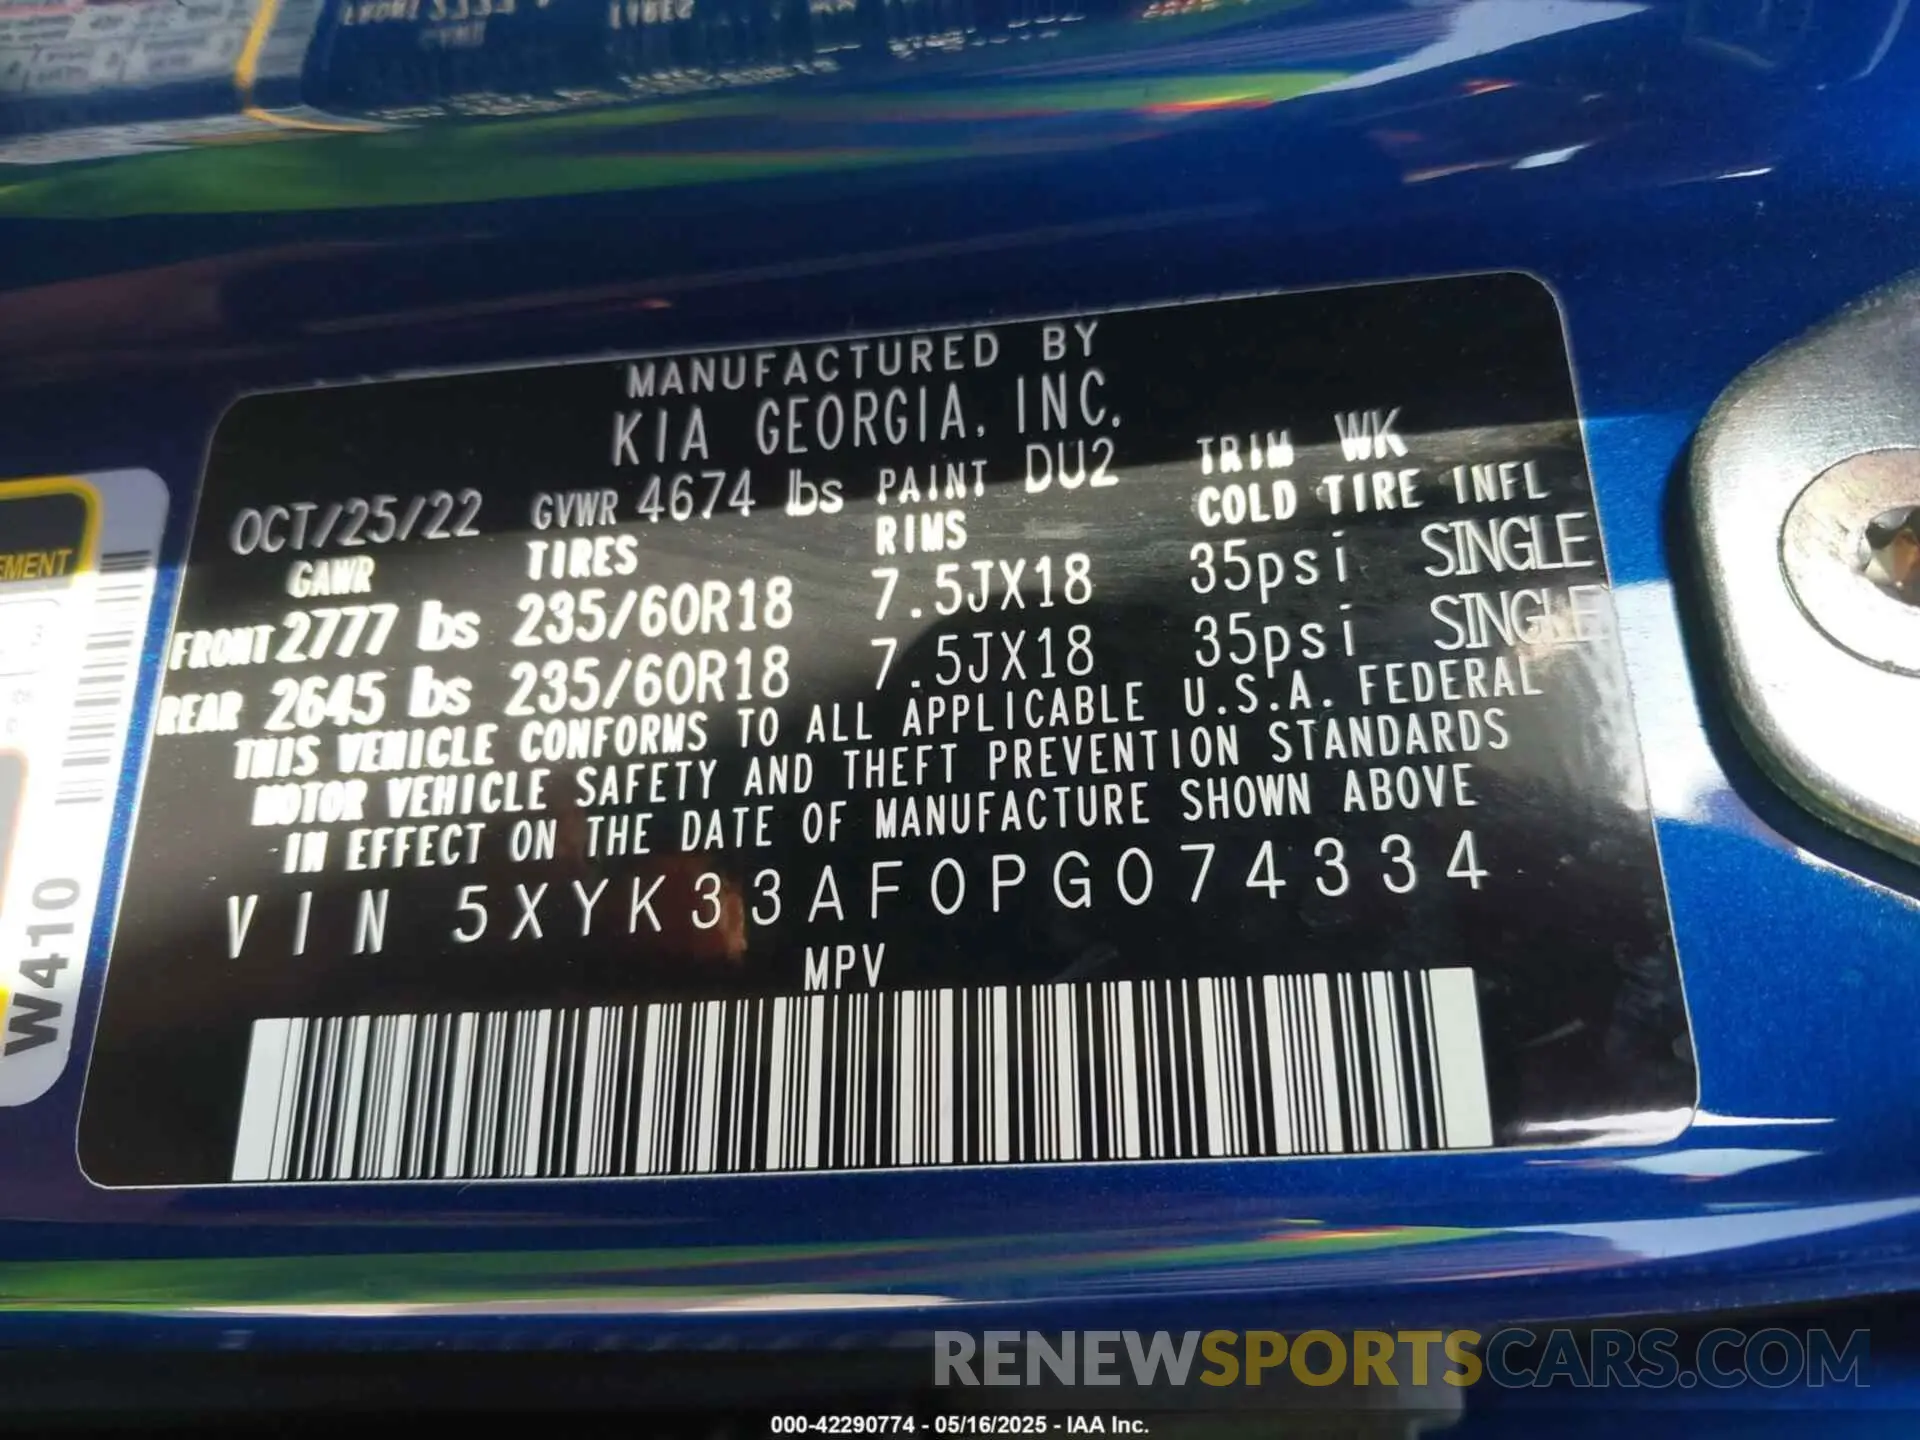 MANUFACTURED BY
KIA GEORGIA, INC.
OCT/25/22 GVWR 4674 lbs PAINT DU2 TRIM WK
GAWR TIRES RIMS COLD TIRE INFL
FRONT 2777 lbs 235/60R18 7.5JX18 35psi SINGLE
REAR 2645 lbs 235/60R18 7.5JX18 35psi SINGLE
THIS VEHICLE CONFORMS TO ALL APPLICABLE U.S.A. FEDERAL
MOTOR VEHICLE SAFETY AND THEFT PREVENTION STANDARDS
IN EFFECT ON THE DATE OF MANUFACTURE SHOWN ABOVE
VIN 5XYK33AF0PG074334
MPV
EMENT
W410
RENEWSPORTSCARS.COM
000-42290774 - 05/16/2025 - IAA Inc.